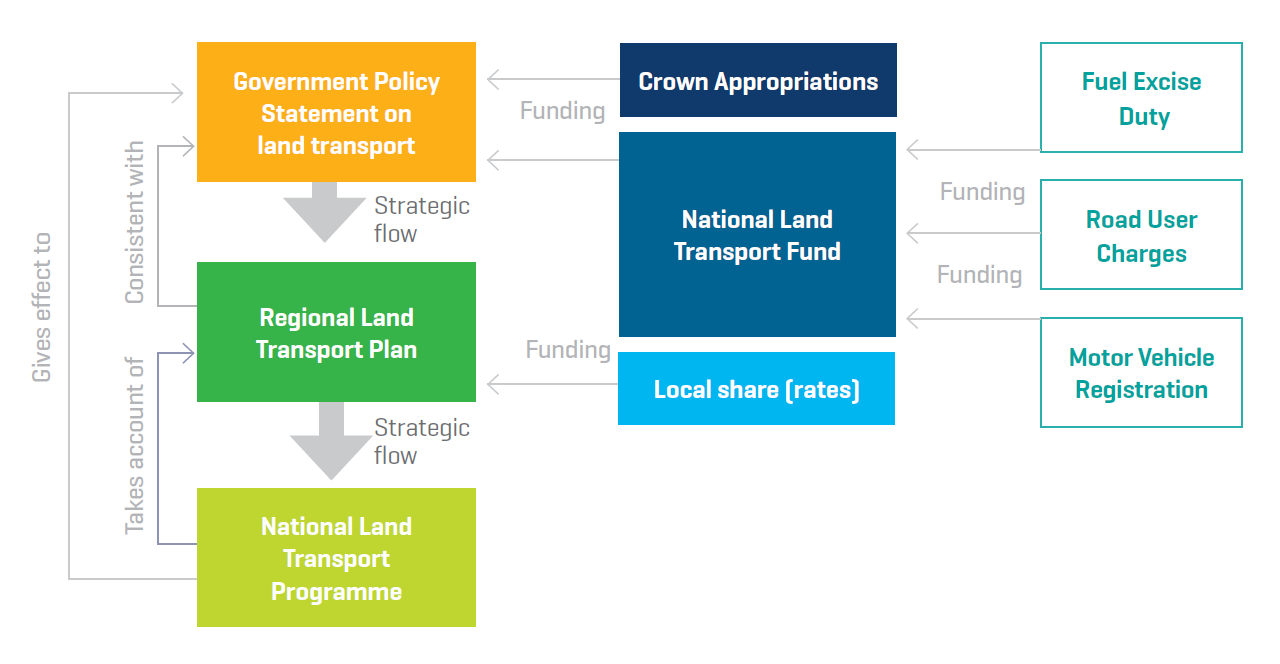 Government Policy
Statement on
land transport
Crown Appropriations
Fuel Excise
Duty
Funding
Consistent with
Strategic
flow
National Land
Transport Fund
Funding
Road User
Charges
Funding
Gives effect to
Regional Land
Transport Plan
Funding
Local share (rates)
Motor Vehicle
Registration
Takes account of
Strategic
flow
National Land
Transport
Programme